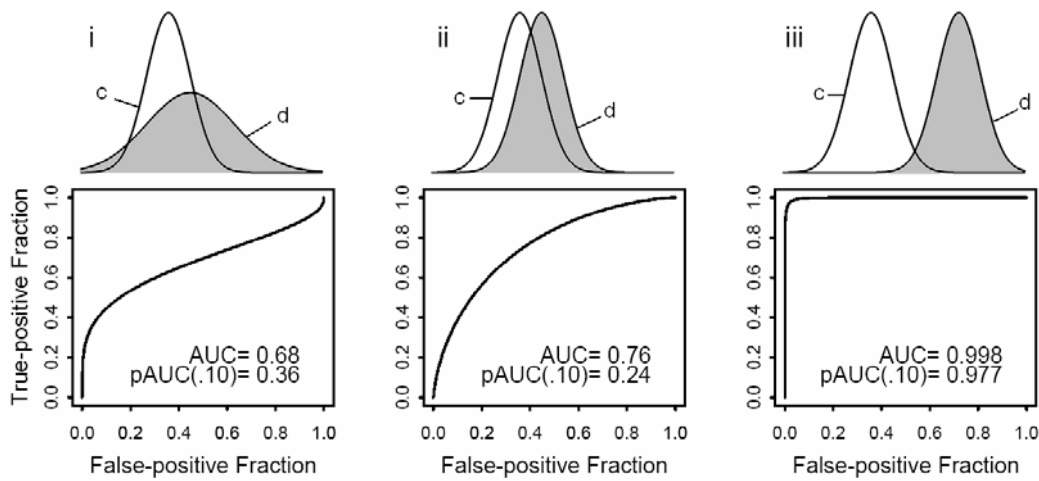 i
c
d
ii
c
d
iii
c
d
True-positive Fraction
0.0 0.2 0.4 0.6 0.8 1.0
AUC= 0.68
pAUC(.10)= 0.36
0.0 0.2 0.4 0.6 0.8 1.0
False-positive Fraction
0.0 0.2 0.4 0.6 0.8 1.0
AUC= 0.76
pAUC(.10)= 0.24
0.0 0.2 0.4 0.6 0.8 1.0
False-positive Fraction
0.0 0.2 0.4 0.6 0.8 1.0
AUC= 0.998
pAUC(.10)= 0.977
0.0 0.2 0.4 0.6 0.8 1.0
False-positive Fraction